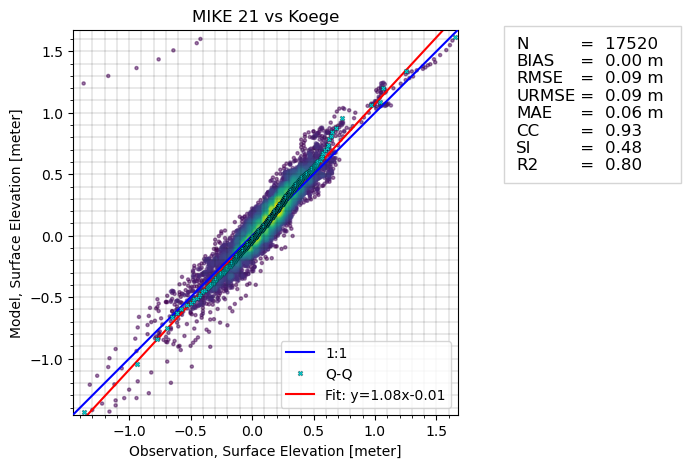 MIKE 21 vs Koege
N = 17520
BIAS = 0.00 m
RMSE = 0.09 m
URMSE = 0.09 m
MAE = 0.06 m
CC = 0.93
SI = 0.48
R2 = 0.80
Model, Surface Elevation [meter]
1.5
1.0
0.5
0.0
−0.5
−1.0
1:1
Q-Q
Fit: y=1.08x-0.01
−1.0 −0.5 0.0 0.5 1.0 1.5
Observation, Surface Elevation [meter]